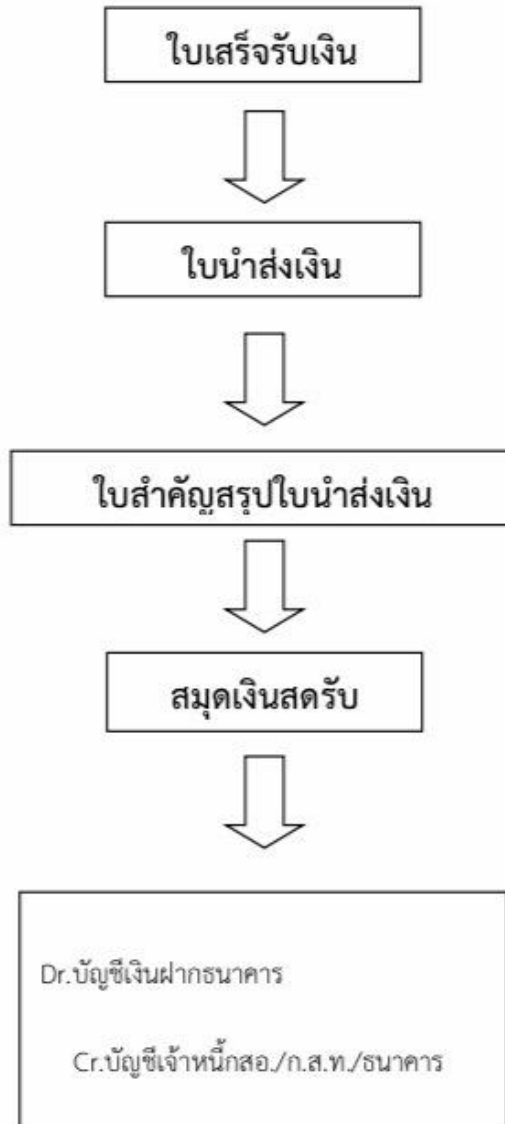 ใบเสร็จรับเงิน
ใบนำส่งเงิน
ใบสำคัญสรุปใบนำส่งเงิน
สมุดเงินสดรับ
Dr.บัญชีเงินฝากธนาคาร
Cr.บัญชีเจ้าหนี้กสอ./ก.ส.ท./ธนาคาร